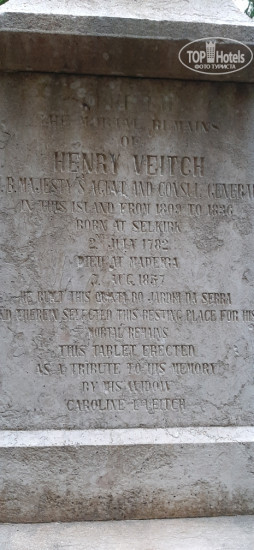 TOP Hotels
ФОТО ТУРИСТА
THE MORTAL REMAINS
OF
HENRY VEITCH
H. B. MAJESTY'S AGENT AND CONSUL GENERAL
IN THIS ISLAND FROM 1809 TO 1836
BORN AT SELKIRK
2ND JULY 1782
DIED AT MADEIRA
7 AUG. 1857
HE BUILT THIS QUINTA DO JARDIM DA SERRA
AND THEREIN SELECTED THIS RESTING PLACE FOR HIS
MORTAL REMAINS
THIS TABLET ERECTED
AS A TRIBUTE TO HIS MEMORY
BY HIS WIDOW
CAROLINE VEITCH